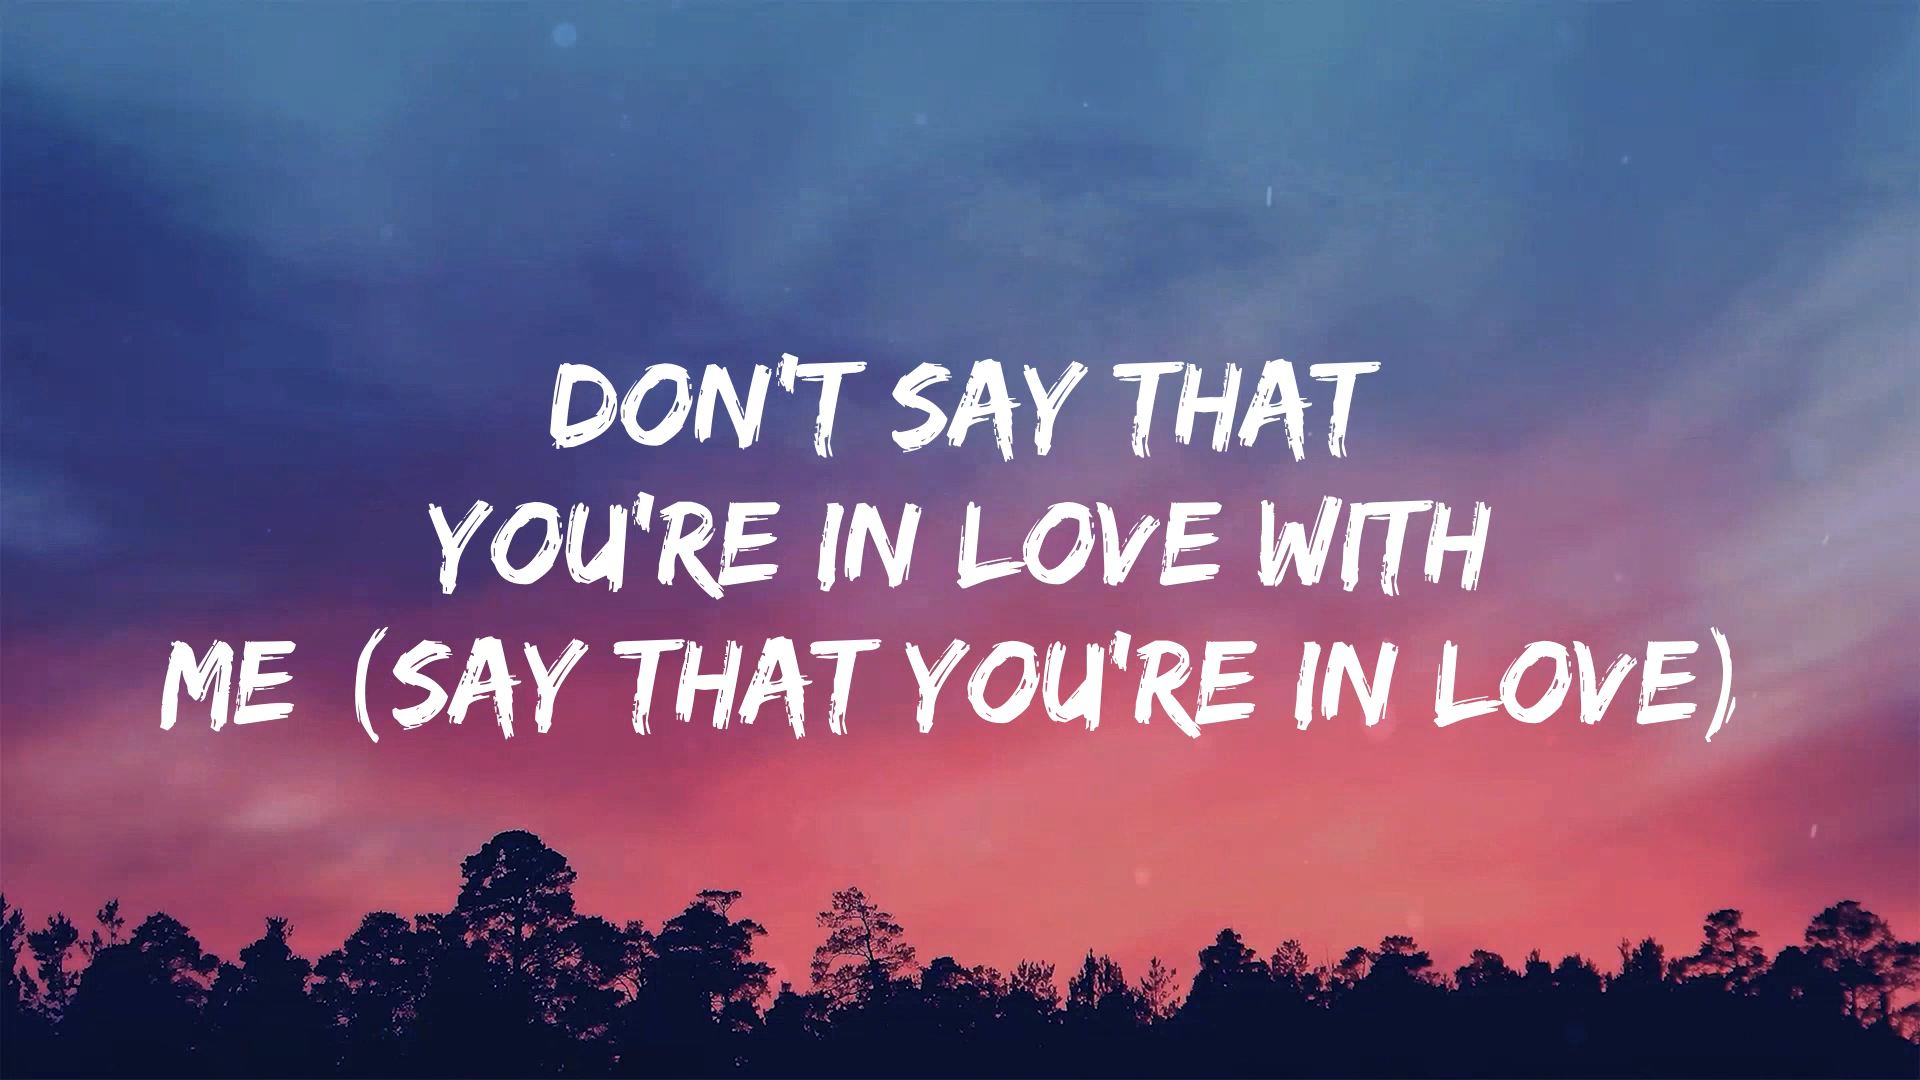 DON'T SAY THAT
YOU'RE IN LOVE WITH
ME (SAY THAT YOU'RE IN LOVE)